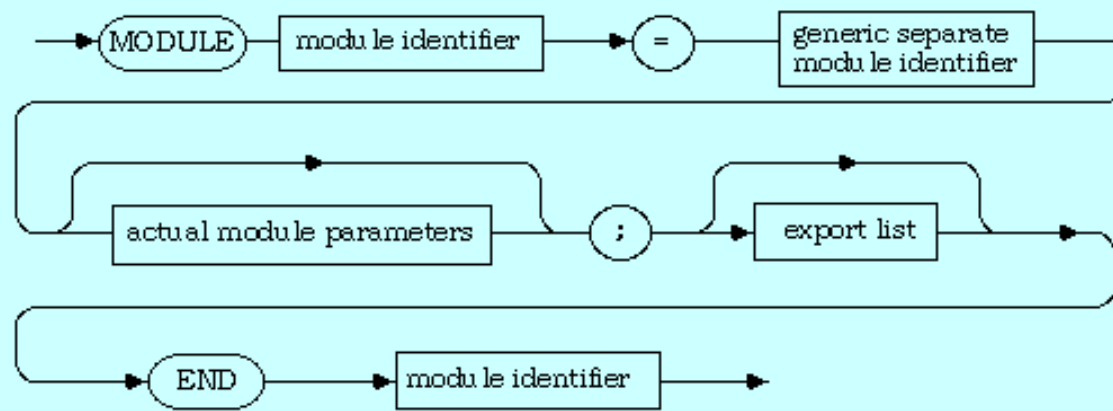 MODULE module identifier = generic separate
module identifier
actual module parameters ; export list
END module identifier